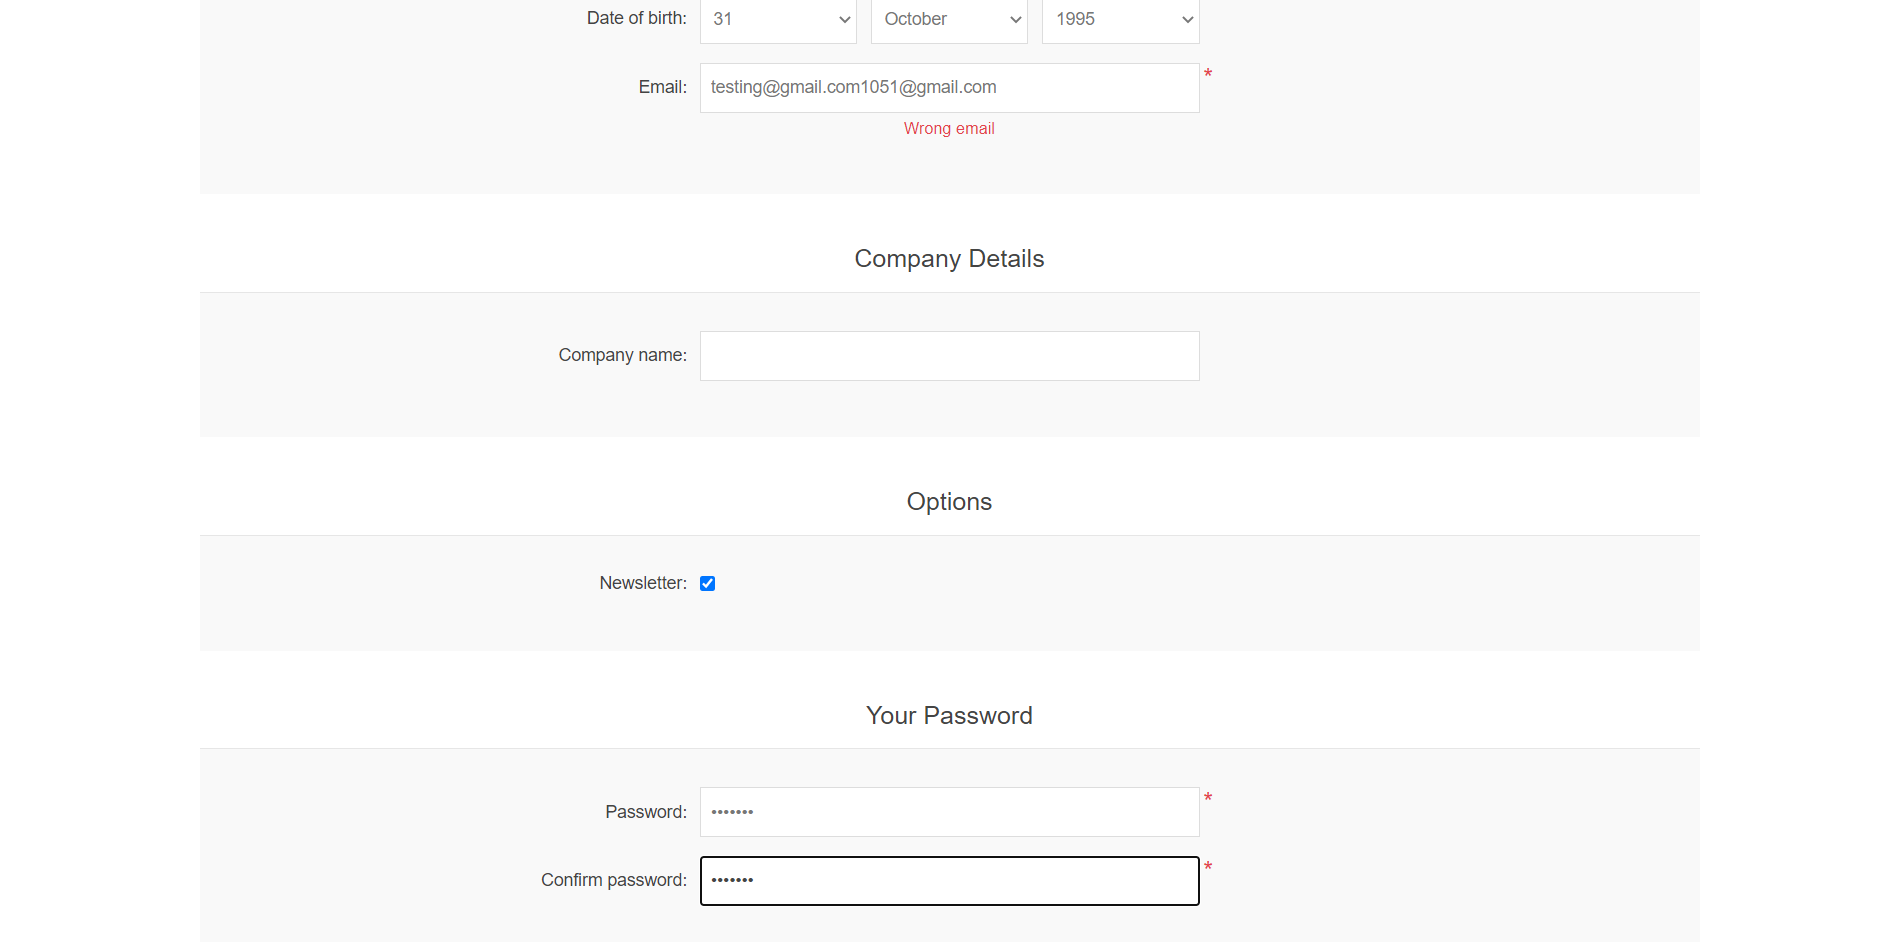 Date of birth: 31 October 1995
Email: testing@gmail.com1051@gmail.com *
Wrong email
Company Details
Company name:
Options
Newsletter:
Your Password
Password: ••••••• *
Confirm password: ••••••• *